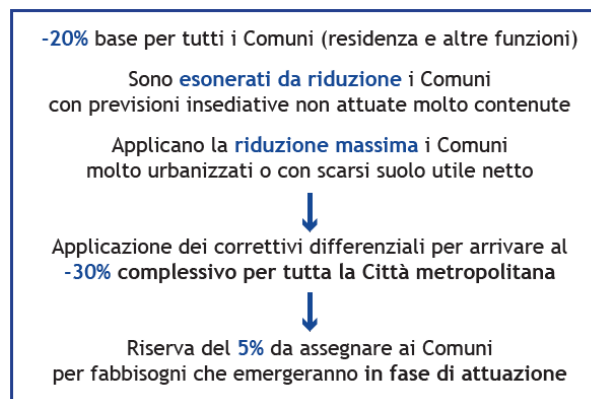 -20% base per tutti i Comuni (residenza e altre funzioni)
Sono esonerati da riduzione i Comuni
con previsioni insediative non attuate molto contenute
Applicano la riduzione massima i Comuni
molto urbanizzati o con scarsi suolo utile netto
Applicazione dei correttivi differenziali per arrivare al
-30% complessivo per tutta la Città metropolitana
Riserva del 5% da assegnare ai Comuni
per fabbisogni che emergeranno in fase di attuazione